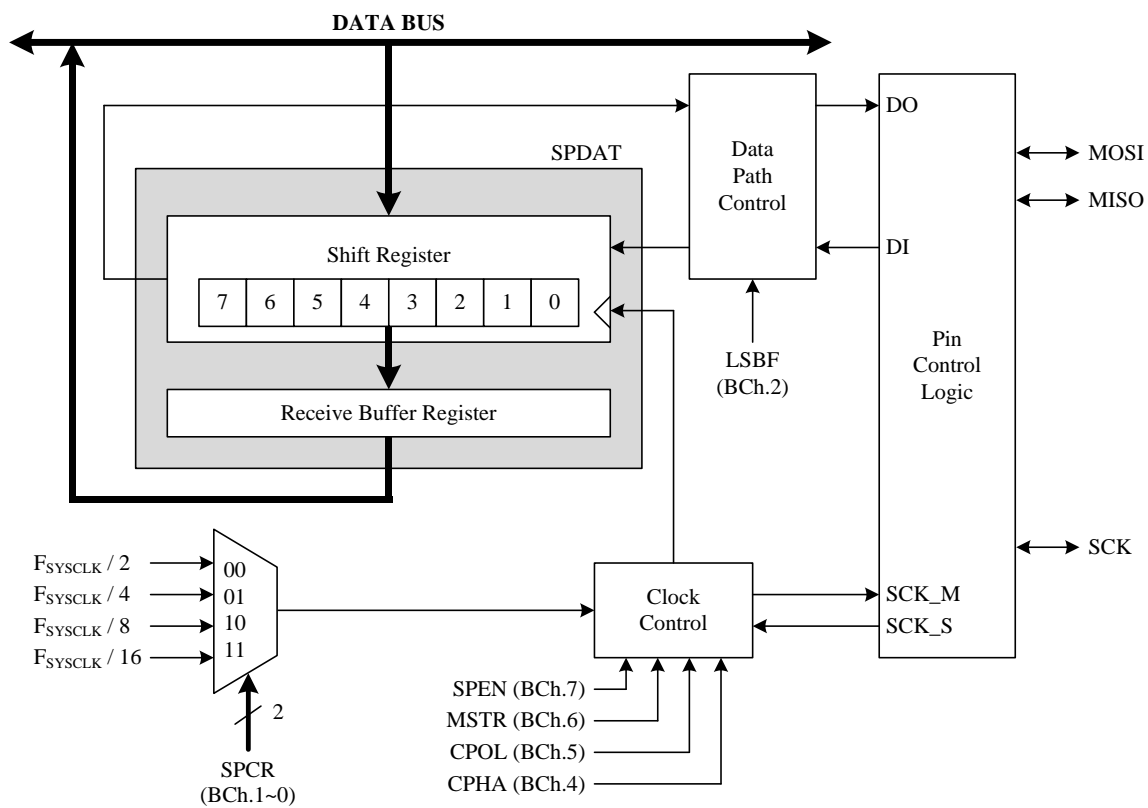 DATA BUS
SPDAT
DO
Data
Path
Control
MOSI
MISO
Shift Register
DI
7 6 5 4 3 2 1 0
LSBF
(BCh.2)
Pin
Control
Logic
Receive Buffer Register
SCK
FSYSCLK / 2
FSYSCLK / 4
FSYSCLK / 8
FSYSCLK / 16
00
01
10
11
Clock
Control
SCK_M
SCK_S
2
SPEN (BCh.7)
MSTR (BCh.6)
CPOL (BCh.5)
CPHA (BCh.4)
SPCR
(BCh.1~0)